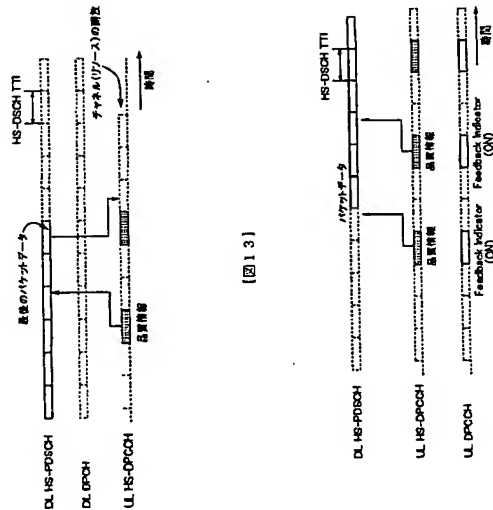 HS-DSCH TTI
最後のパケットデータ
DL HS-PDSCH
DL DPCH
チャネル(リソース)の開放
UL HS-DPCCH
品質情報
時間
[図13]
HS-DSCH TTI
パケットデータ
DL HS-PDSCH
UL HS-DPCCH
品質情報
品質情報
UL DPCCH
Feedback Indicator
(ON)
Feedback Indicator
(ON)
時間